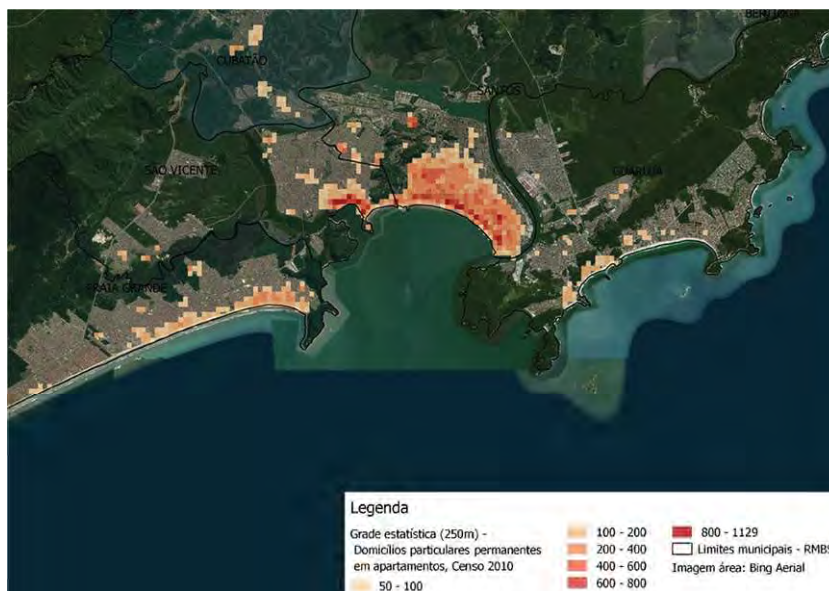 BERTIOGA
CUBATÃO
SANTOS
SÃO VICENTE
GUARUJÁ
PRAIA GRANDE
Legenda
Grade estatística (250m) -
Domicílios particulares permanentes
em apartamentos, Censo 2010
50 - 100
100 - 200
200 - 400
400 - 600
600 - 800
800 - 1129
Limites municipais - RMBS
Imagem área: Bing Aerial